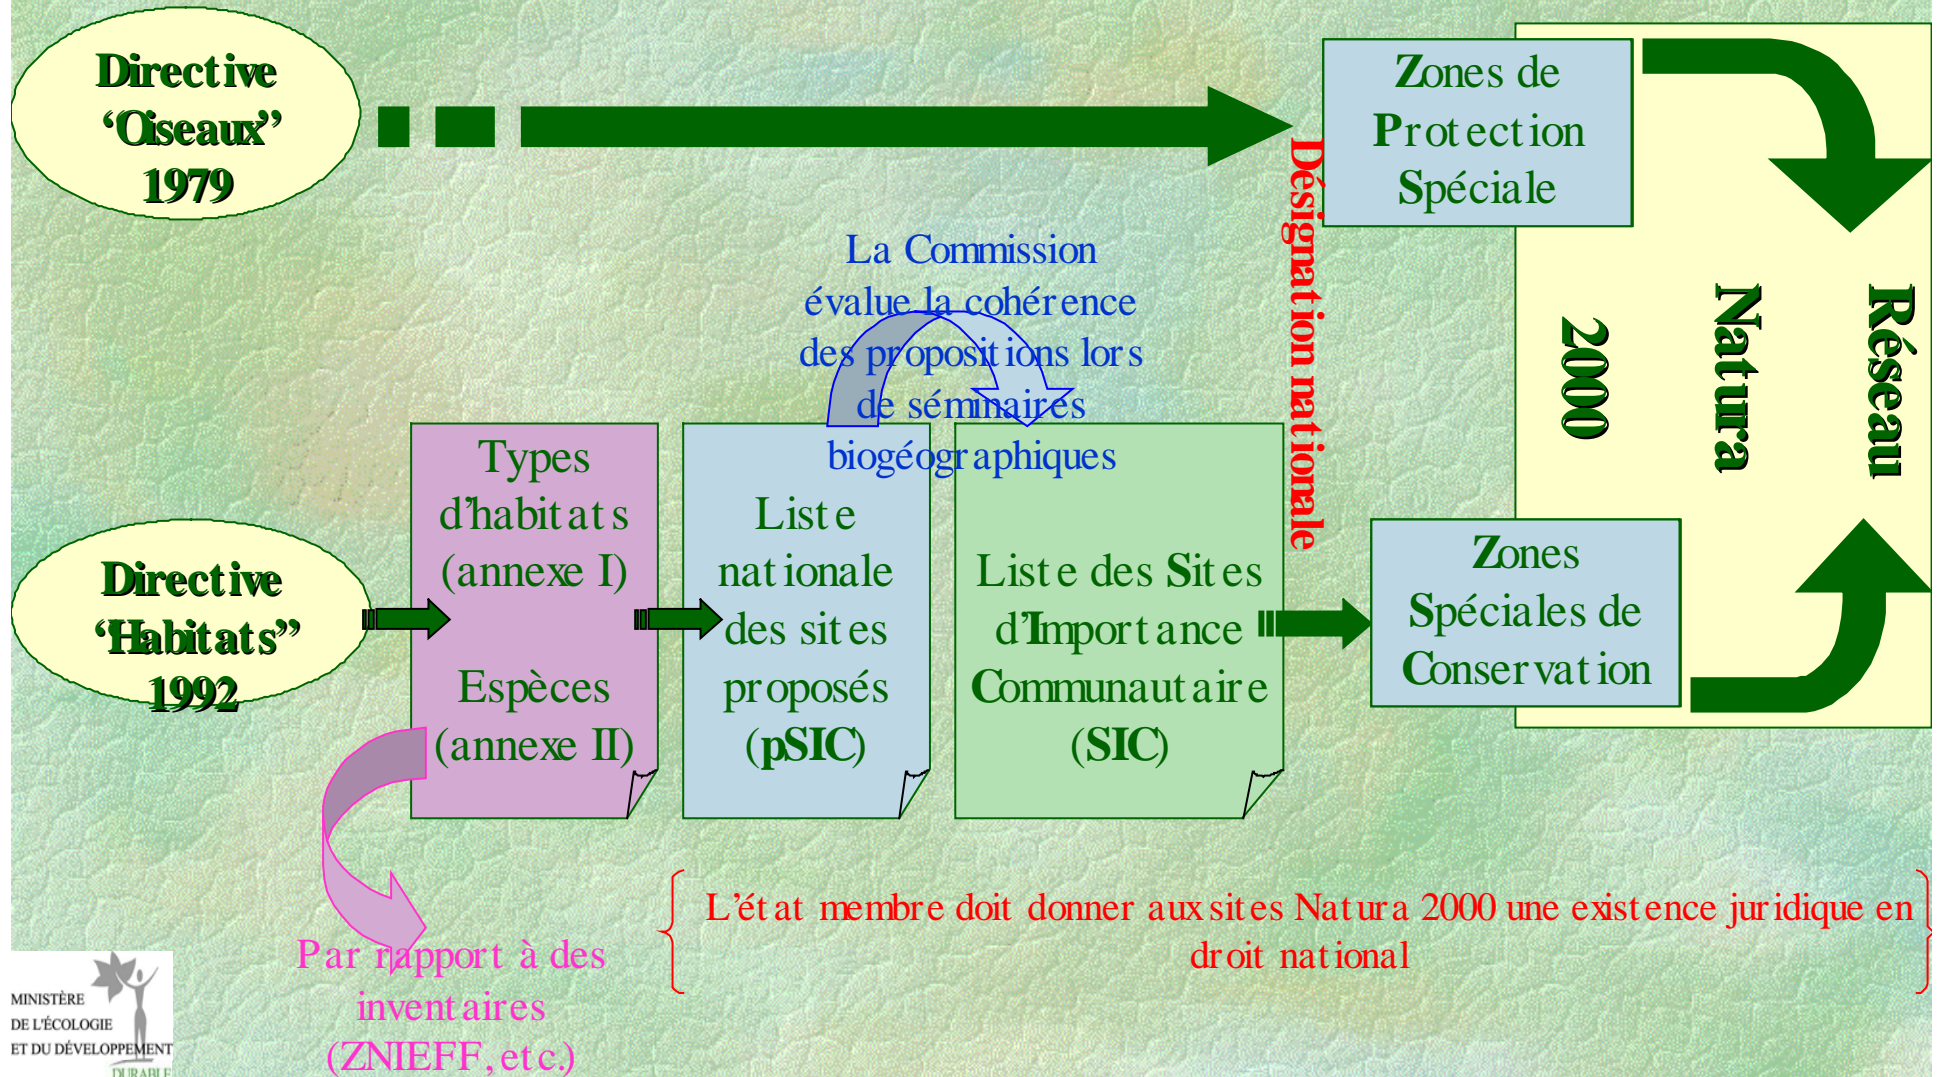 Directive
“Oiseaux”
1979
Zones de
Protection
Spéciale
Désignation nationale
La Commission
évalue la cohérence
des propositions lors
de séminaires
biogéographiques
Réseau
Natura
2000
Directive
“Habitats”
1992
Types
d’habitats
(annexe I)
Espèces
(annexe II)
Liste
nationale
des sites
proposés
(pSIC)
Liste des Sites
d’Importance
Communautaire
(SIC)
Zones
Spéciales de
Conservation
Par rapport à des
inventaires
(ZNIEFF, etc.)
L’état membre doit donner aux sites Natura 2000 une existence juridique en
droit national
MINISTÈRE
DE L'ÉCOLOGIE
ET DU DÉVELOPPEMENT
DURABLE